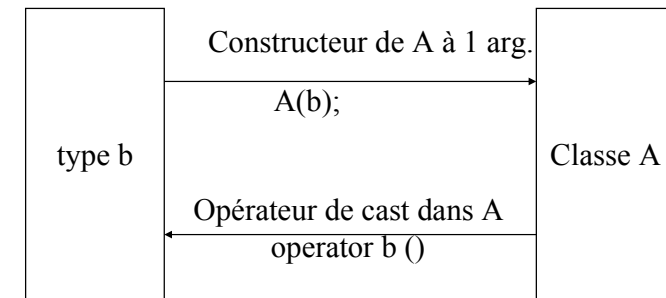 Constructeur de A à 1 arg.
A(b);
type b
Classe A
Opérateur de cast dans A
operator b ()